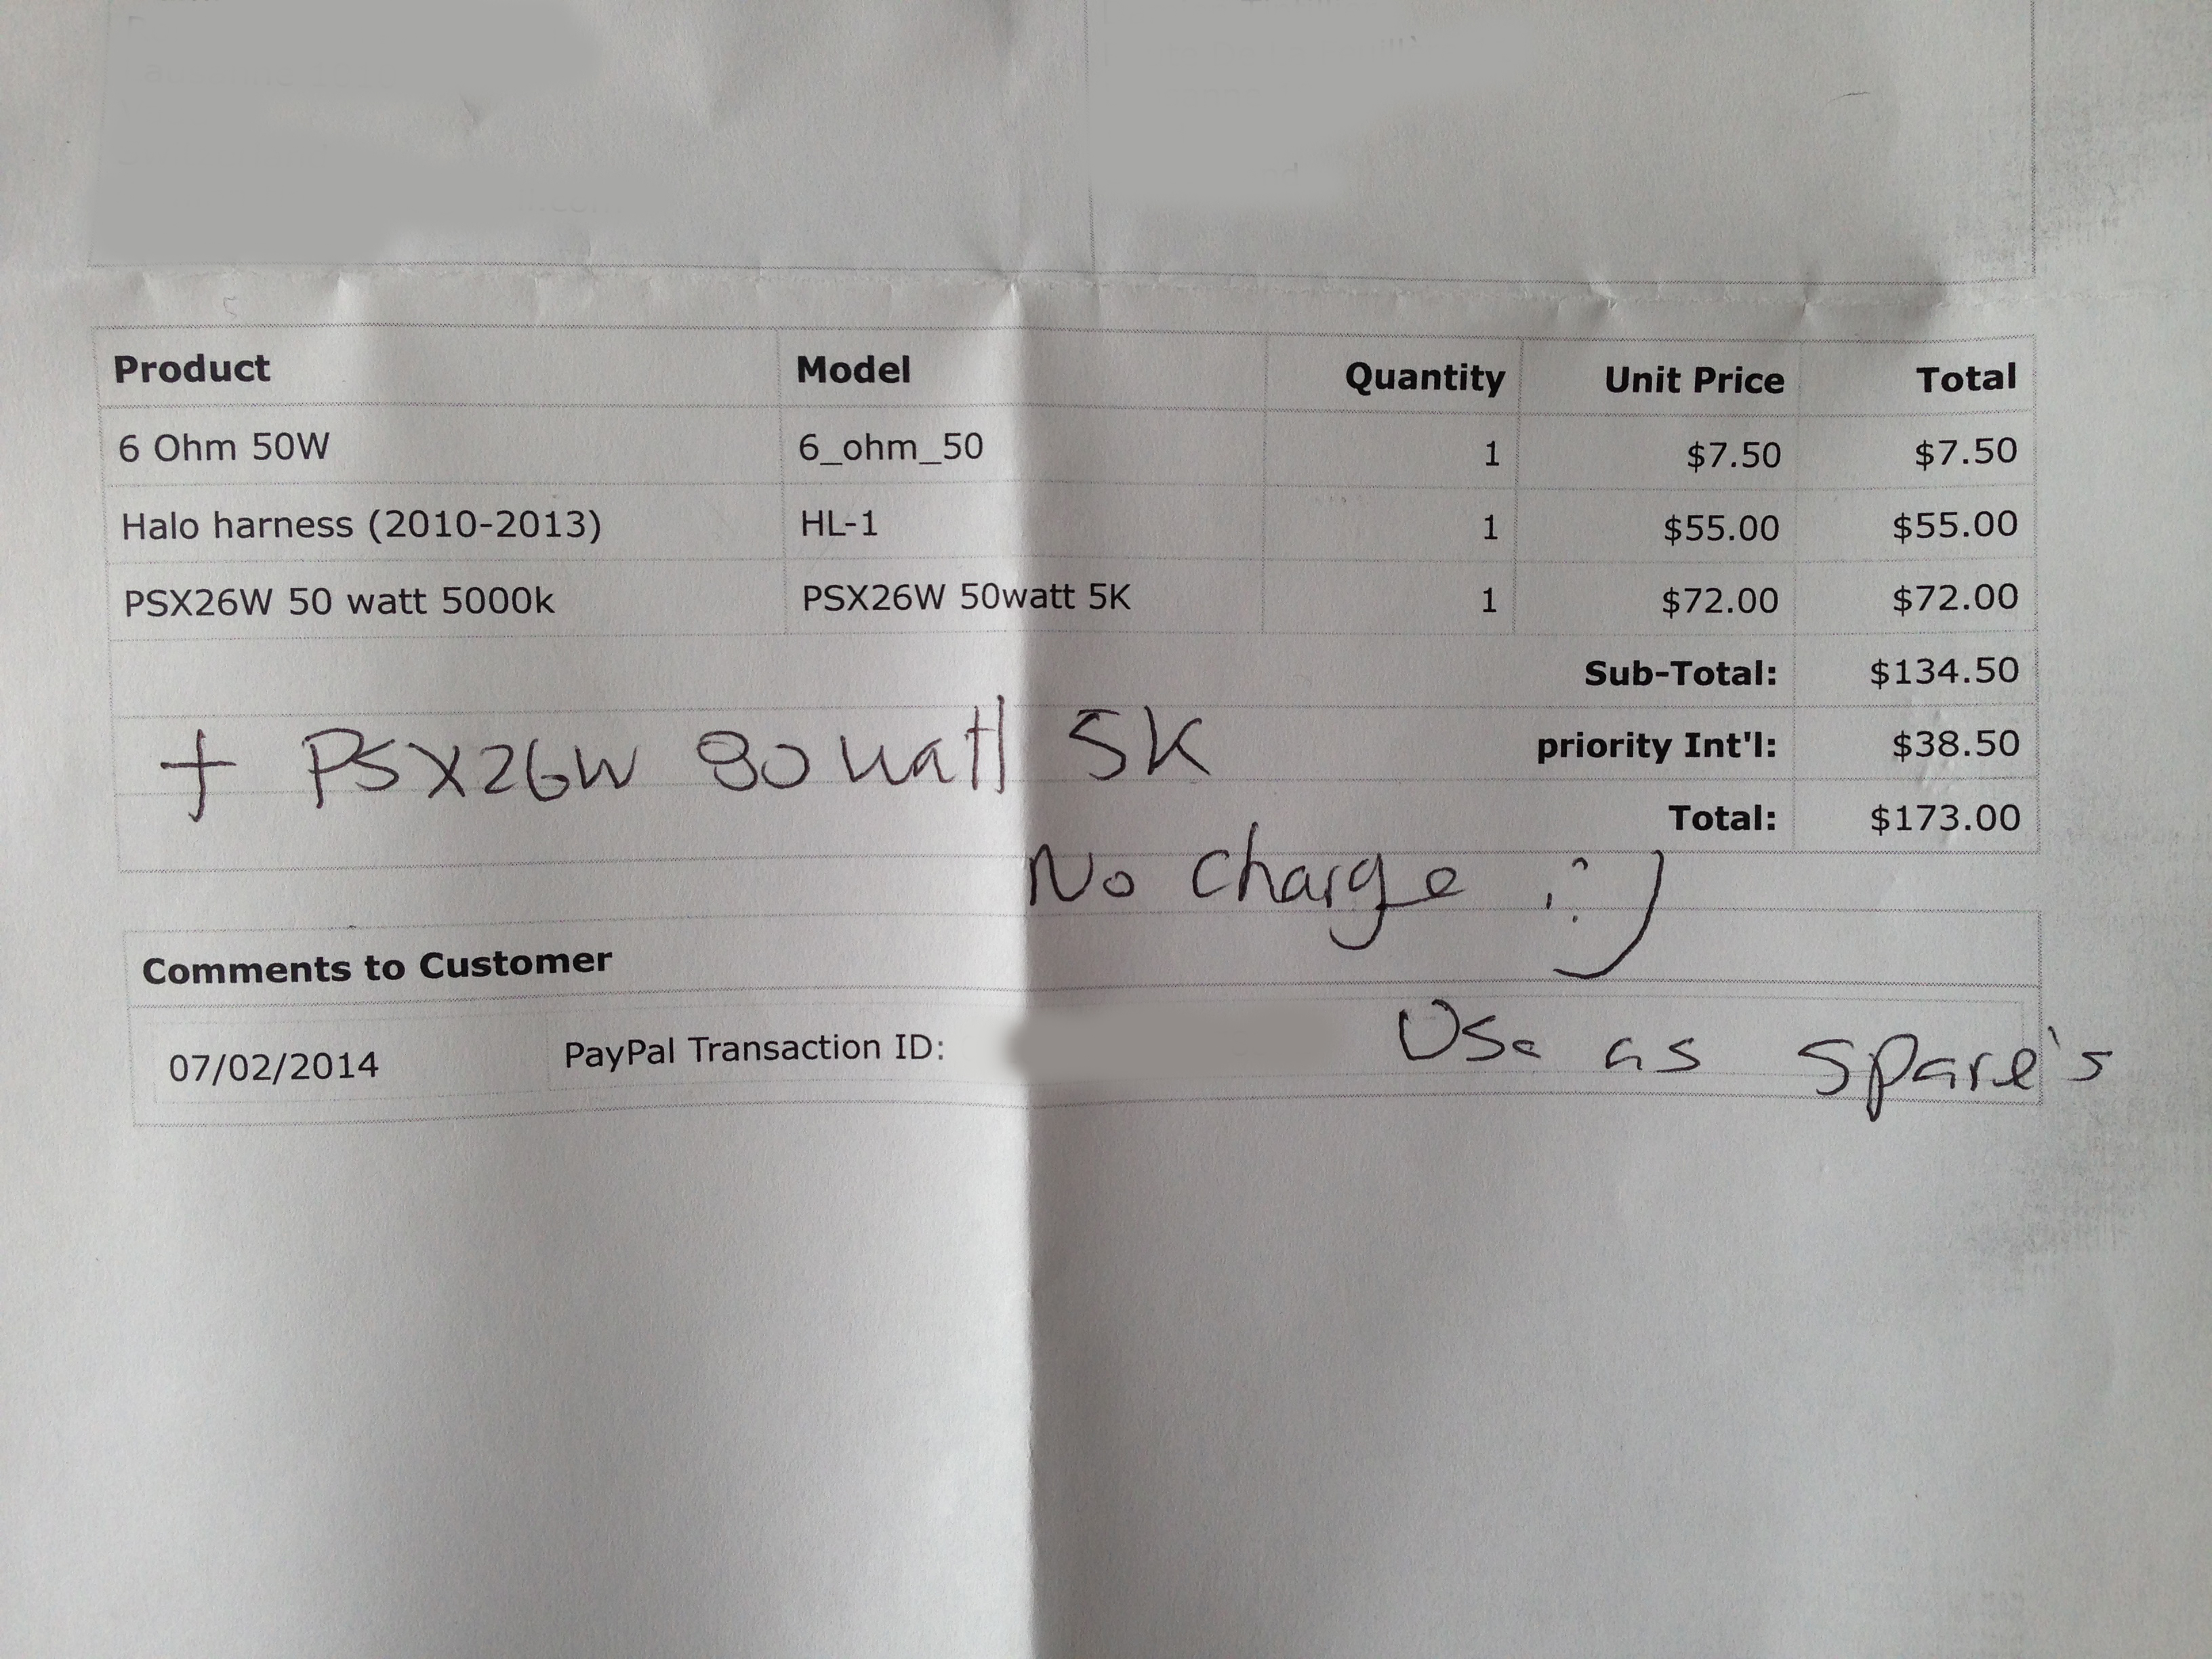 Product Model Quantity Unit Price Total
6 Ohm 50W 6_ohm_50 1 $7.50 $7.50
Halo harness (2010-2013) HL-1 1 $55.00 $55.00
PSX26W 50 watt 5000k PSX26W 50watt 5K 1 $72.00 $72.00
Sub-Total: $134.50
priority Int'l: $38.50
Total: $173.00
+ PSX26W 80 watt 5K
No charge :)
Comments to Customer
07/02/2014 PayPal Transaction ID:
Use as spare's